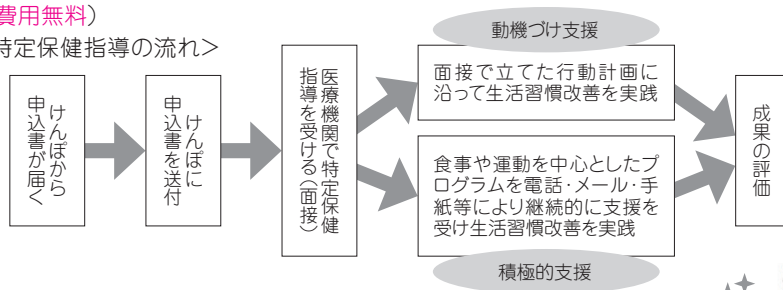 費用無料）
特定保健指導の流れ>
けんぽから
申込書が届く
けんぽに
申込書を送付
医療機関で特定保健
指導を受ける（面接）
動機づけ支援
面接で立てた行動計画に
沿って生活習慣改善を実践
食事や運動を中心としたプ
ログラムを電話・メール・手
紙等により継続的に支援を
受け生活習慣改善を実践
積極的支援
成果の評価